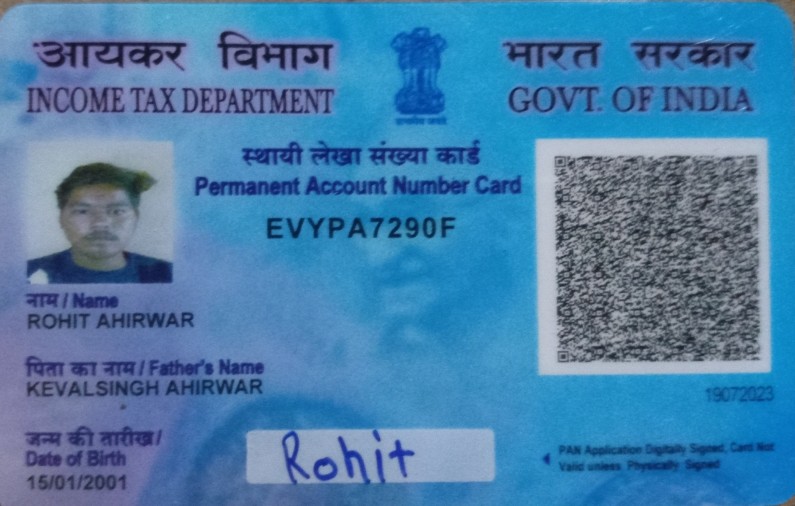 आयकर विभाग
INCOME TAX DEPARTMENT
भारत सरकार
GOVT. OF INDIA
स्थायी लेखा संख्या कार्ड
Permanent Account Number Card
EVYPA7290F
नाम / Name
ROHIT AHIRWAR
पिता का नाम / Father's Name
KEVALSINGH AHIRWAR
19072023
जन्म की तारीख /
Date of Birth
15/01/2001
Rohit
PAN Application Digitally Signed, Card Not
Valid unless Physically Signed